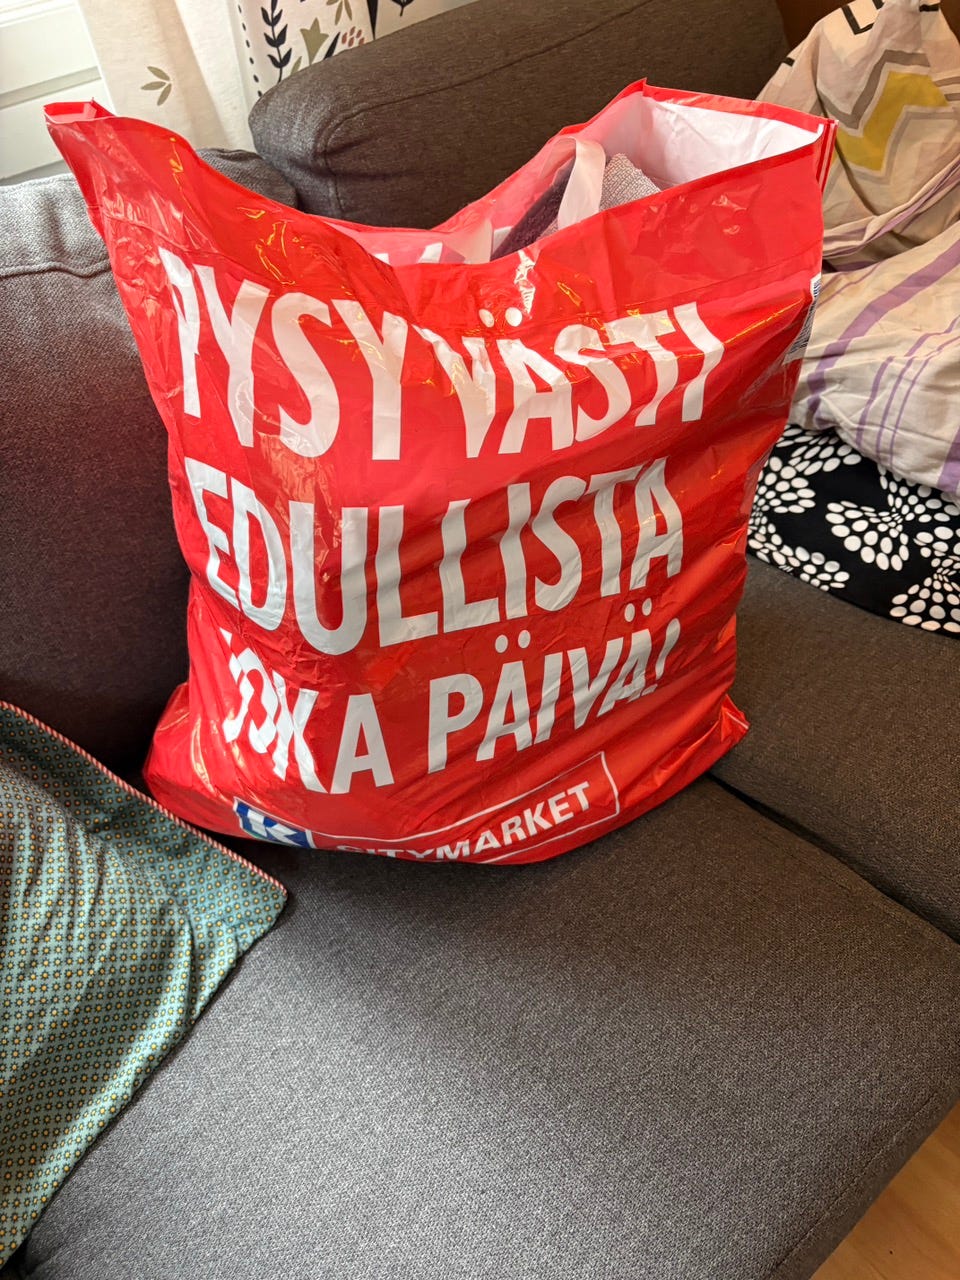 PYSYVÄSTI
EDULLISTA
JOKA PÄIVÄ!
K CITYMARKET